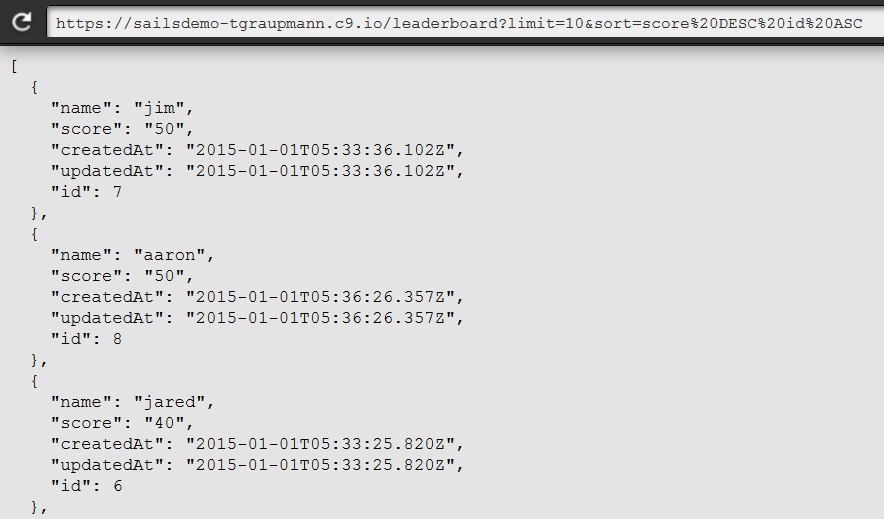 https://sailsdemo-tgraupmann.c9.io/leaderboard?limit=10&sort=score%20DESC%20id%20ASC
[
  {
    "name": "jim",
    "score": "50",
    "createdAt": "2015-01-01T05:33:36.102Z",
    "updatedAt": "2015-01-01T05:33:36.102Z",
    "id": 7
  },
  {
    "name": "aaron",
    "score": "50",
    "createdAt": "2015-01-01T05:36:26.357Z",
    "updatedAt": "2015-01-01T05:36:26.357Z",
    "id": 8
  },
  {
    "name": "jared",
    "score": "40",
    "createdAt": "2015-01-01T05:33:25.820Z",
    "updatedAt": "2015-01-01T05:33:25.820Z",
    "id": 6
  },